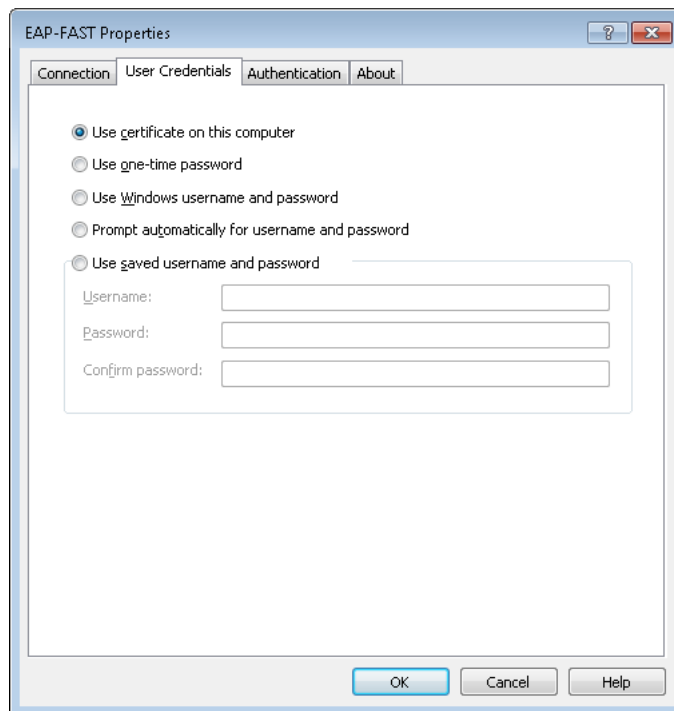 EAP-FAST Properties
Connection User Credentials Authentication About
Use certificate on this computer
Use one-time password
Use Windows username and password
Prompt automatically for username and password
Use saved username and password
Username:
Password:
Confirm password:
OK Cancel Help